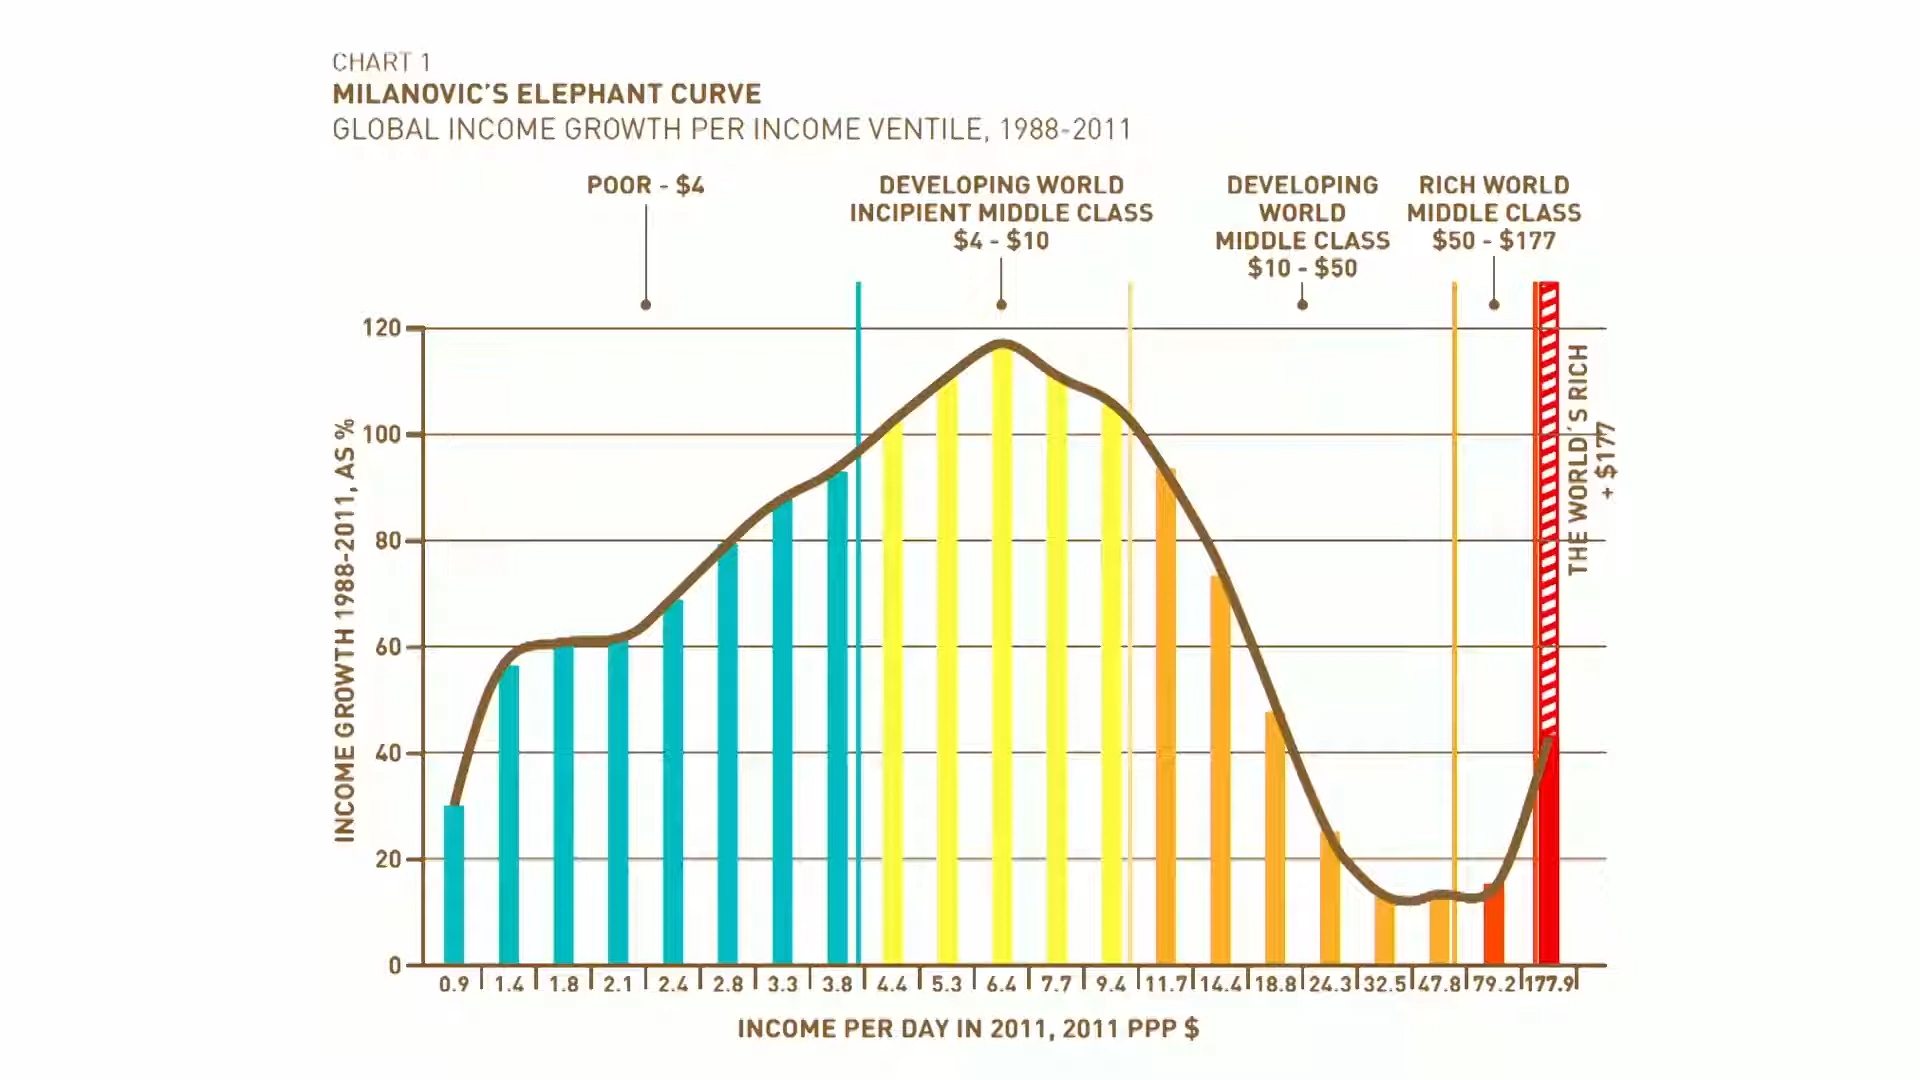 CHART 1
MILANOVIC'S ELEPHANT CURVE
GLOBAL INCOME GROWTH PER INCOME VENTILE, 1988-2011
POOR - $4
DEVELOPING WORLD
INCIPIENT MIDDLE CLASS
$4 - $10
DEVELOPING
WORLD
MIDDLE CLASS
$10 - $50
RICH WORLD
MIDDLE CLASS
$50 - $177
THE WORLD'S RICH
+ $177
INCOME GROWTH 1988-2011, AS %
120
100
80
60
40
20
0
0.9 1.4 1.8 2.1 2.4 2.8 3.3 3.8 4.4 5.3 6.4 7.7 9.4 11.7 14.4 18.8 24.3 32.5 47.8 79.2 177.9
INCOME PER DAY IN 2011, 2011 PPP $